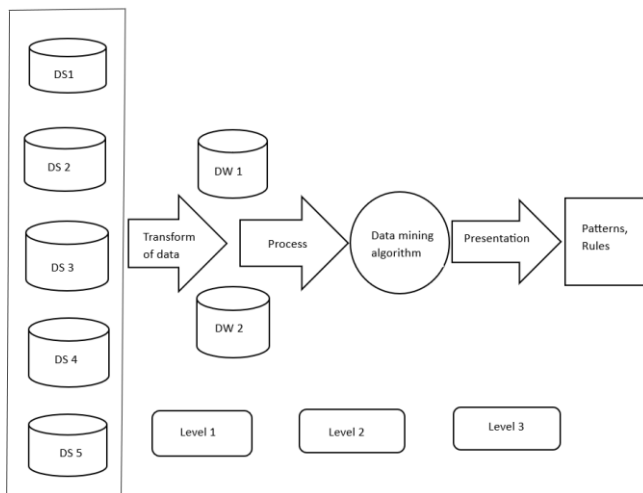 DS1
DS 2
DS 3
DS 4
DS 5
Transform
of data
DW 1
DW 2
Process
Data mining
algorithm
Presentation
Patterns,
Rules
Level 1
Level 2
Level 3